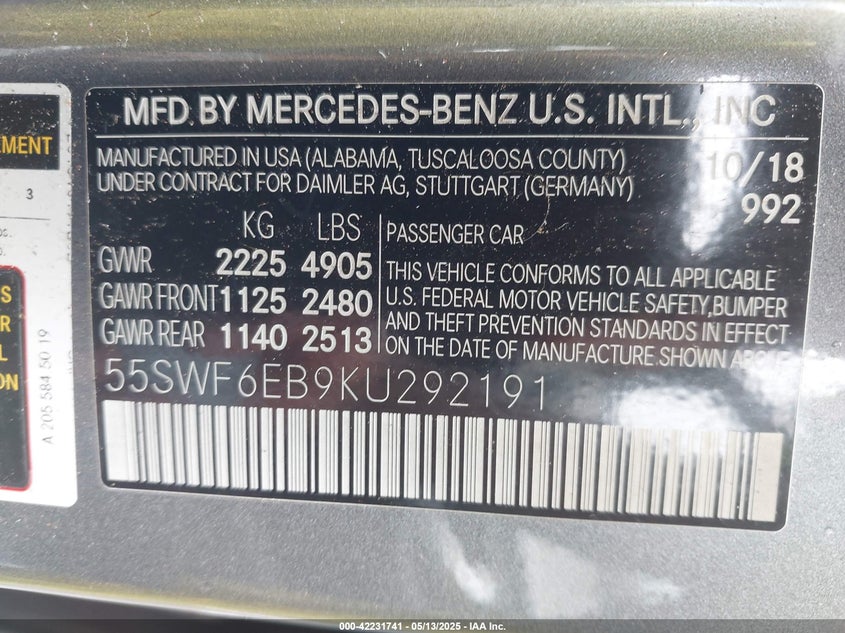 MFD BY MERCEDES-BENZ U.S. INTL., INC
MANUFACTURED IN USA (ALABAMA, TUSCALOOSA COUNTY)
UNDER CONTRACT FOR DAIMLER AG, STUTTGART (GERMANY)
10/18
992
KG LBS
GVWR 2225 4905
GAWR FRONT 1125 2480
GAWR REAR 1140 2513
PASSENGER CAR
THIS VEHICLE CONFORMS TO ALL APPLICABLE
U.S. FEDERAL MOTOR VEHICLE SAFETY,BUMPER
AND THEFT PREVENTION STANDARDS IN EFFECT
ON THE DATE OF MANUFACTURE SHOWN ABOVE
55SWF6EB9KU292191
EMENT
3
S
R
L
ON
A 205 584 50 19
000-42231741 | 05/13/2025 | IAA Inc.